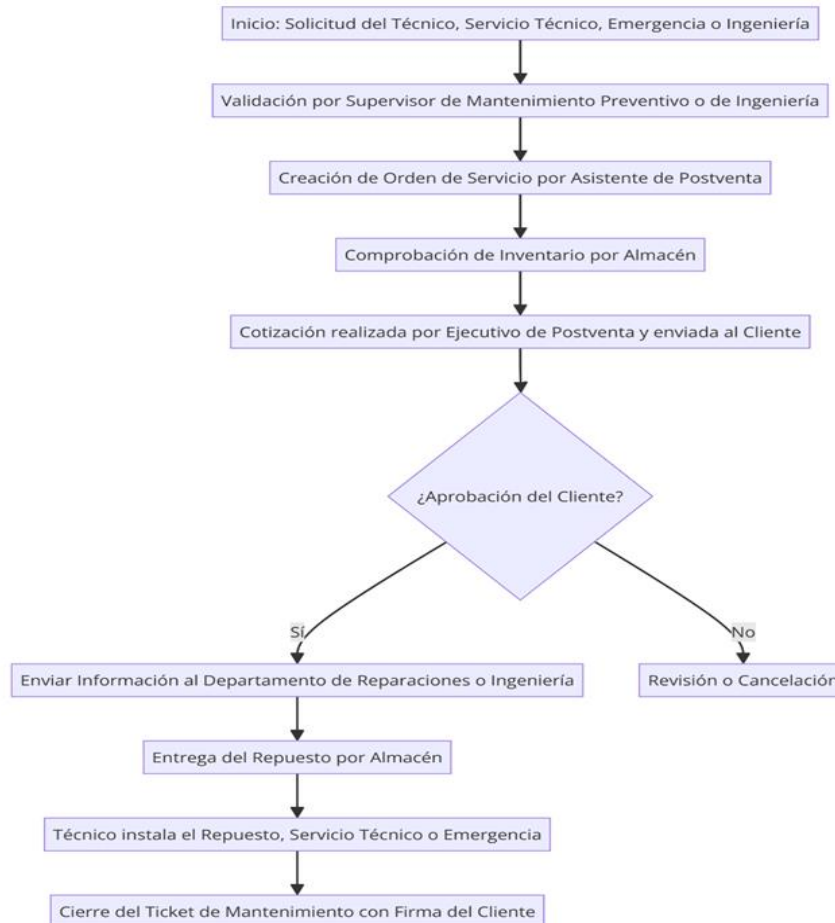 Inicio: Solicitud del Técnico, Servicio Técnico, Emergencia o Ingeniería
Validación por Supervisor de Mantenimiento Preventivo o de Ingeniería
Creación de Orden de Servicio por Asistente de Postventa
Comprobación de Inventario por Almacén
Cotización realizada por Ejecutivo de Postventa y enviada al Cliente
¿Aprobación del Cliente?
Sí
No
Enviar Información al Departamento de Reparaciones o Ingeniería
Revisión o Cancelación
Entrega del Repuesto por Almacén
Técnico instala el Repuesto, Servicio Técnico o Emergencia
Cierre del Ticket de Mantenimiento con Firma del Cliente